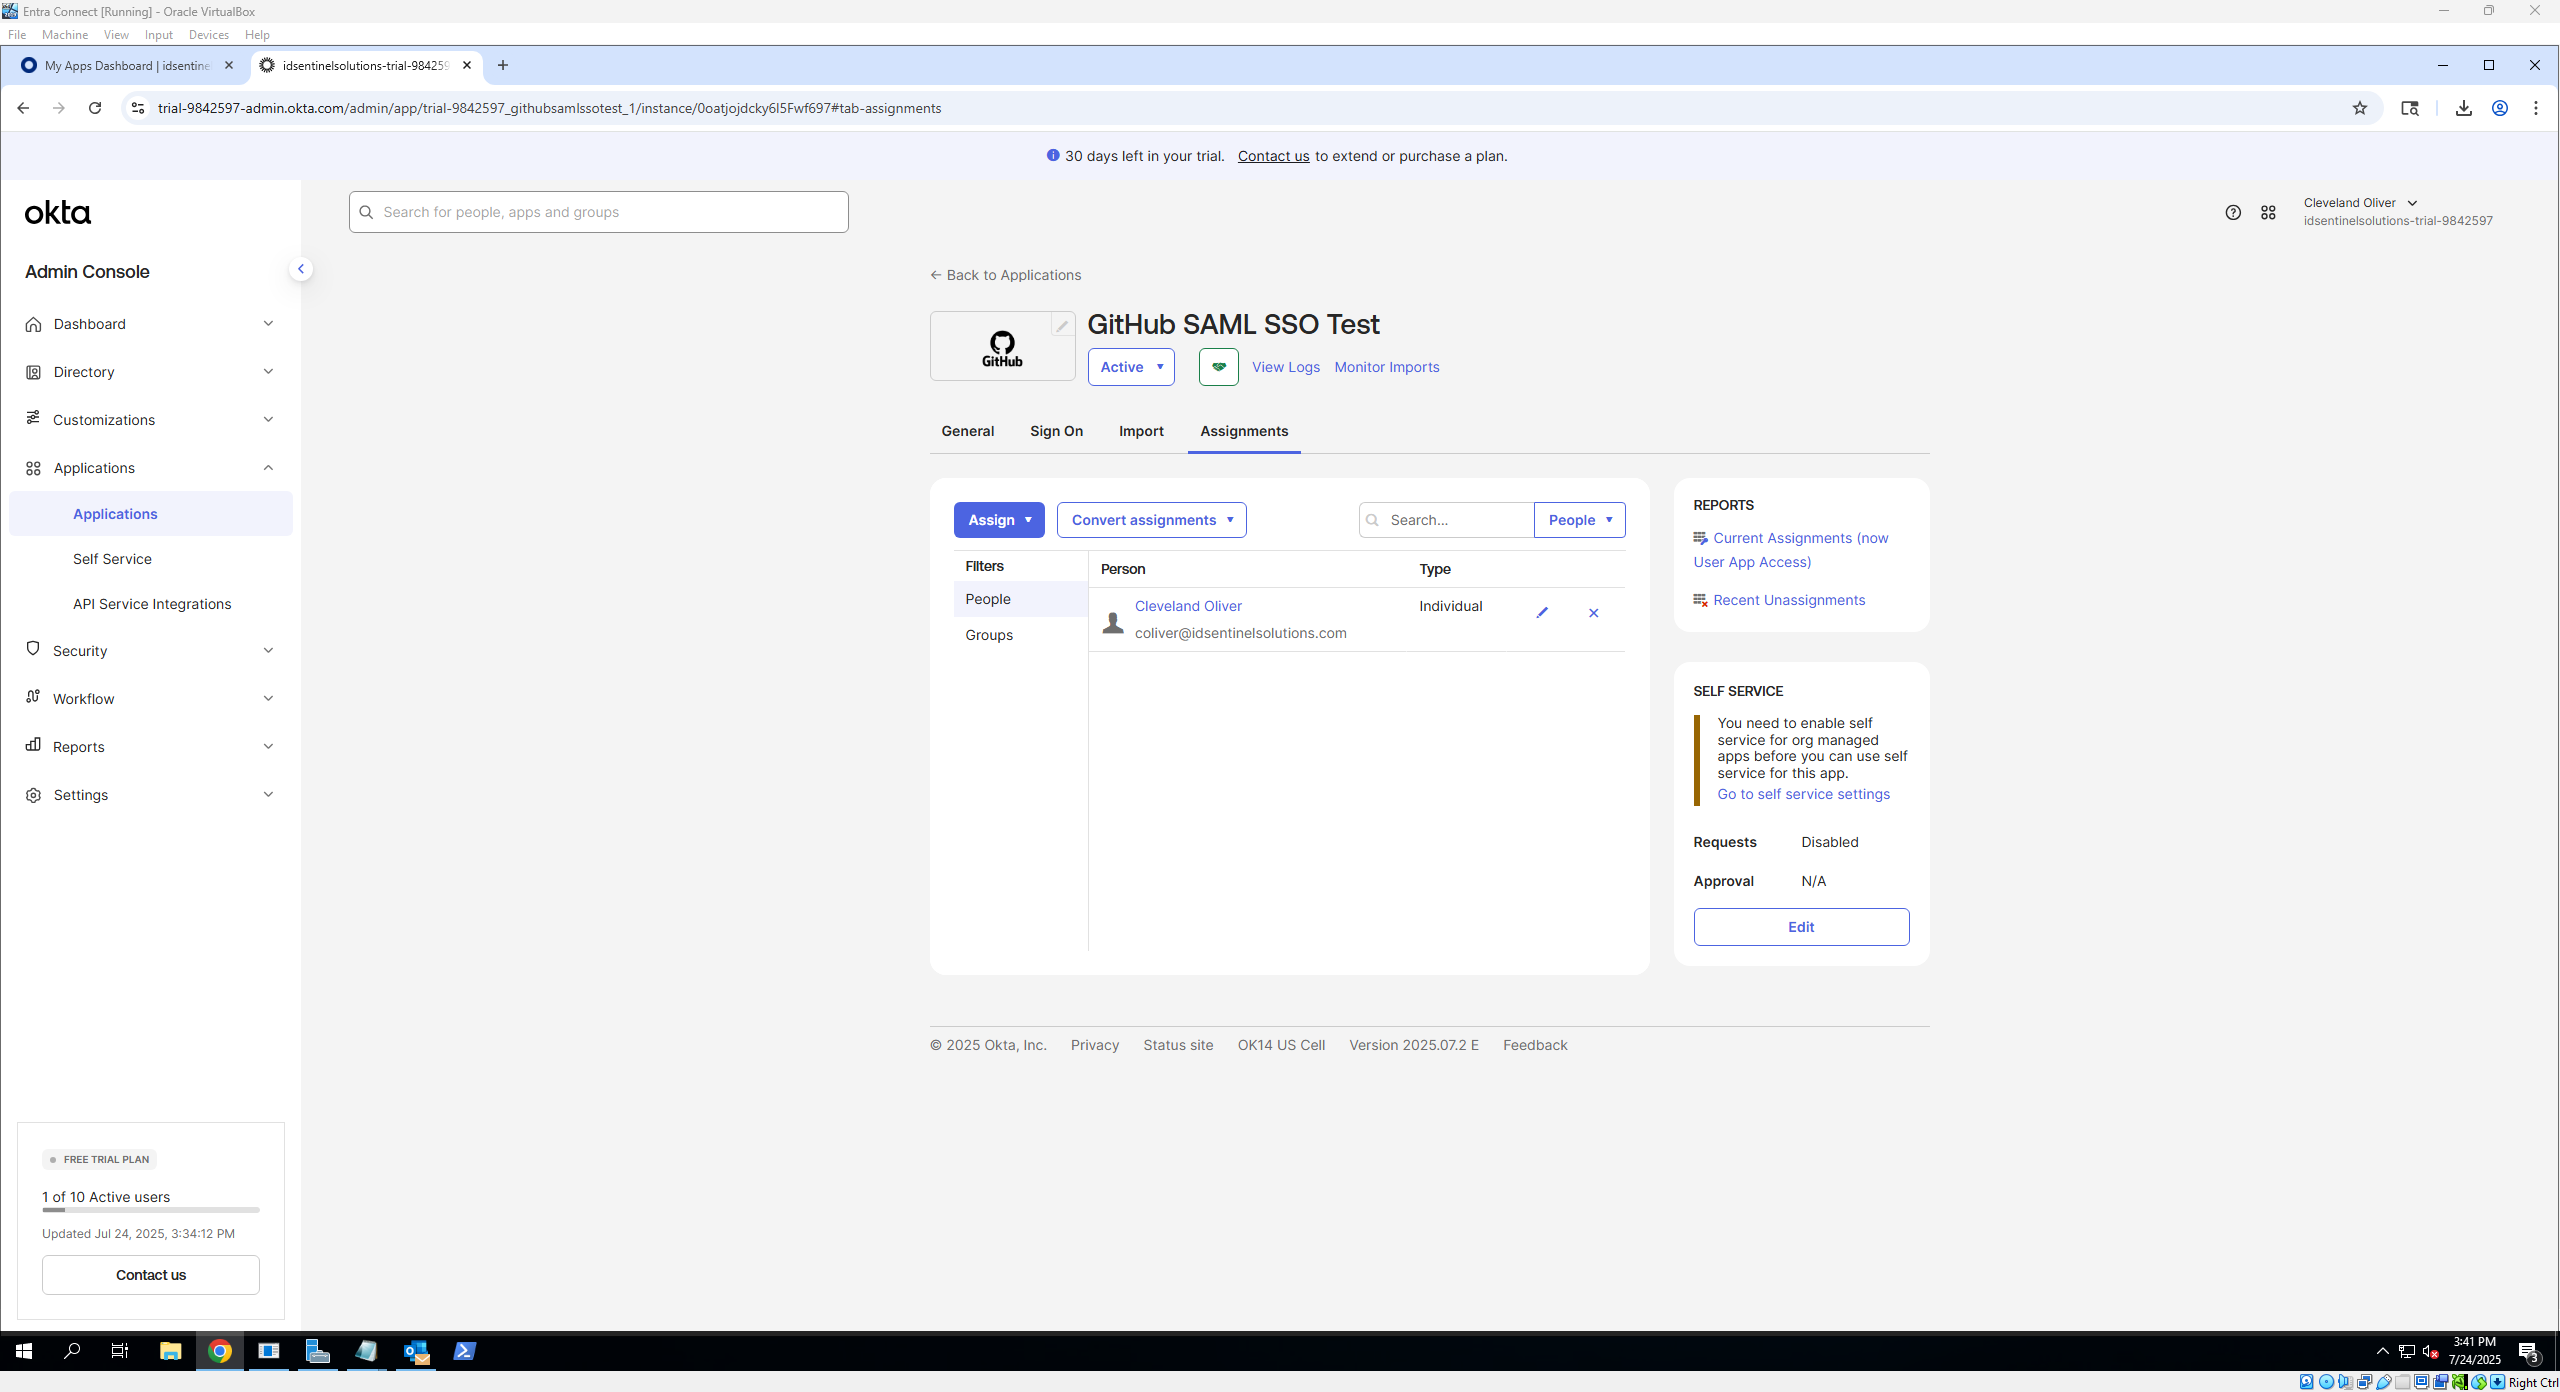 Entra Connect [Running] - Oracle VirtualBox
File Machine View Input Devices Help
My Apps Dashboard | idsentine
idsentinelsolutions-trial-984259
trial-9842597-admin.okta.com/admin/app/trial-9842597_githubsamlssotest_1/instance/0oatjojdcky6I5Fwf697#tab-assignments
30 days left in your trial. Contact us to extend or purchase a plan.
okta
Search for people, apps and groups
Cleveland Oliver
idsentinelsolutions-trial-9842597
Admin Console
Dashboard
Directory
Customizations
Applications
Applications
Self Service
API Service Integrations
Security
Workflow
Reports
Settings
FREE TRIAL PLAN
1 of 10 Active users
Updated Jul 24, 2025, 3:34:12 PM
Contact us
← Back to Applications
GitHub
GitHub SAML SSO Test
Active
View Logs Monitor Imports
General Sign On Import Assignments
Assign Convert assignments Search... People
Filters
People
Groups
Person Type
Cleveland Oliver Individual
coliver@idsentinelsolutions.com
REPORTS
Current Assignments (now
User App Access)
Recent Unassignments
SELF SERVICE
You need to enable self
service for org managed
apps before you can use self
service for this app.
Go to self service settings
Requests Disabled
Approval N/A
Edit
© 2025 Okta, Inc. Privacy Status site OK14 US Cell Version 2025.07.2 E Feedback
3:41 PM
7/24/2025
3
Right Ctrl